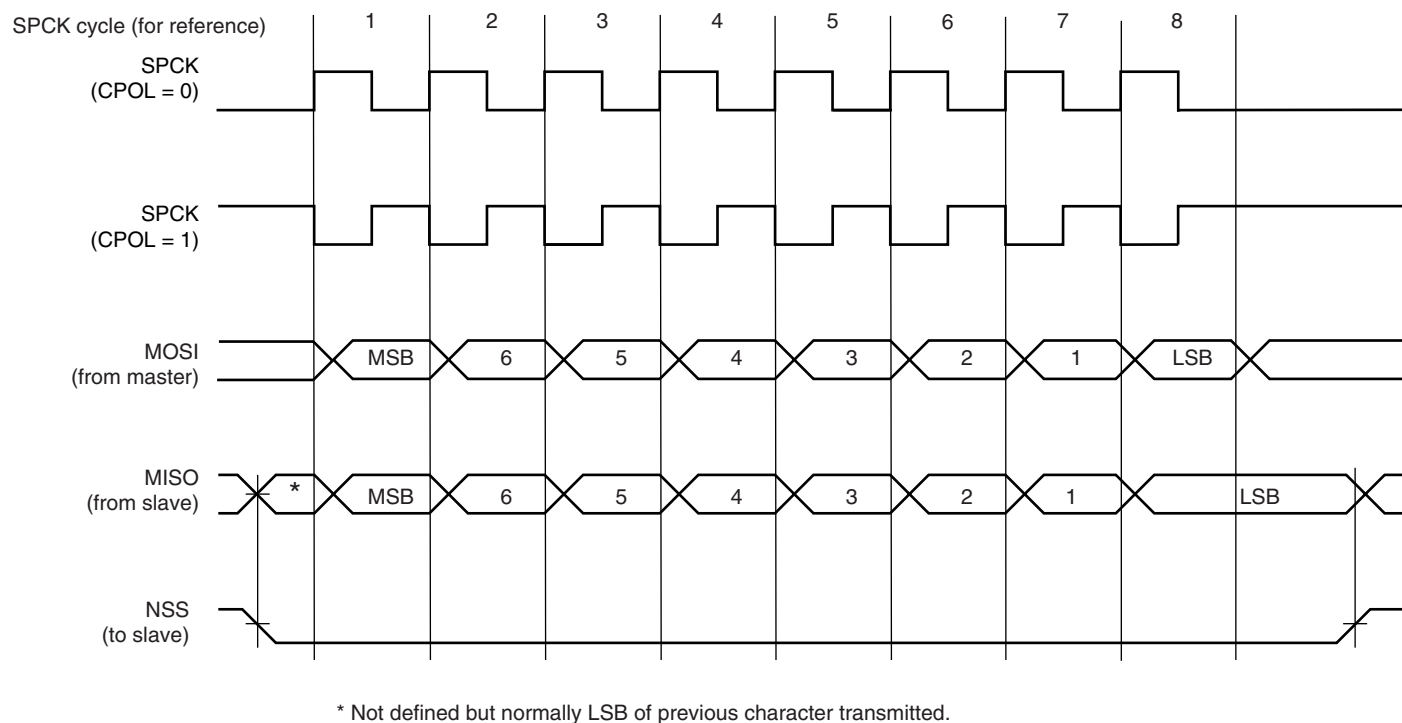 SPCK cycle (for reference) 1 2 3 4 5 6 7 8
SPCK
(CPOL = 0)
SPCK
(CPOL = 1)
MOSI
(from master)
MSB 6 5 4 3 2 1 LSB
MISO
(from slave)
* MSB 6 5 4 3 2 1 LSB
NSS
(to slave)
* Not defined but normally LSB of previous character transmitted.